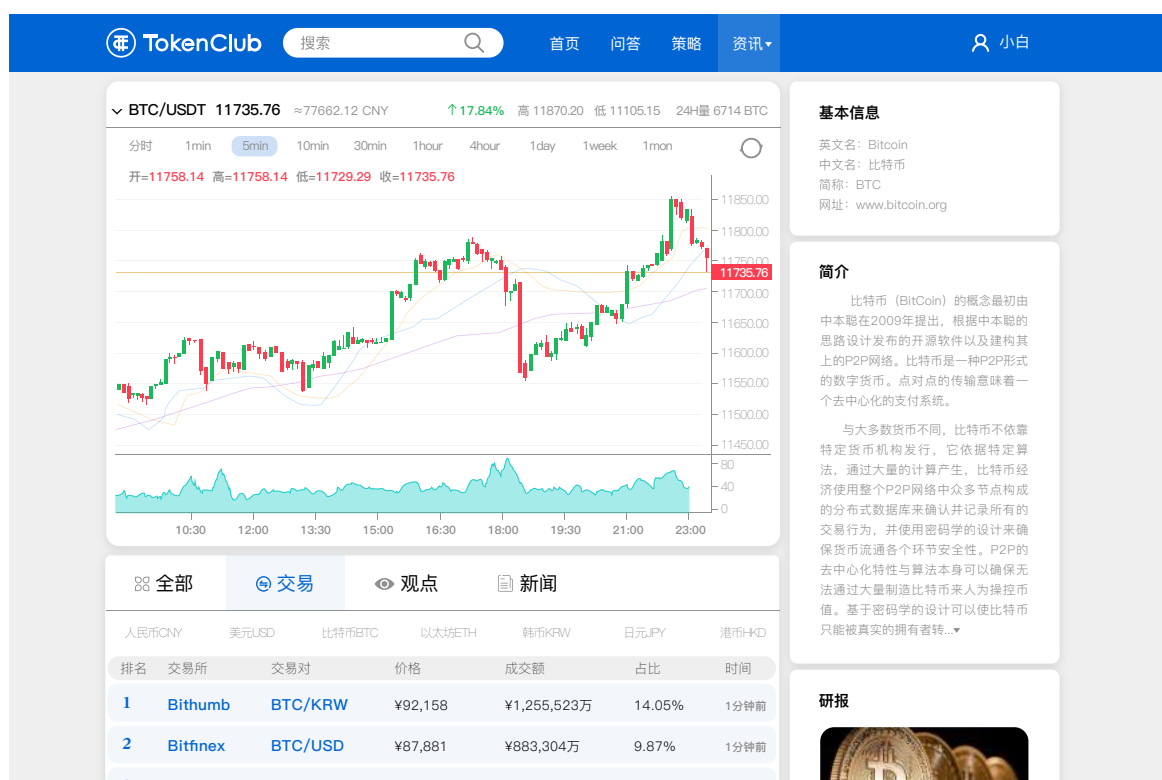 TokenClub 搜索 首页 问答 策略 资讯 小白
BTC/USDT 11735.76 ≈77662.12 CNY ↑17.84% 高 11870.20 低 11105.15 24H量 6714 BTC
分时 1min 5min 10min 30min 1hour 4hour 1day 1week 1mon
开=11758.14 高=11758.14 低=11729.29 收=11735.76
11850.00
11800.00
11750.00
11735.76
11700.00
11650.00
11600.00
11550.00
11500.00
11450.00
80
40
0
10:30 12:00 13:30 15:00 16:30 18:00 19:30 21:00 23:00
全部 交易 观点 新闻
人民币CNY 美元USD 比特币BTC 以太坊ETH 韩币KRW 日元JPY 港币HKD
排名 交易所 交易对 价格 成交额 占比 时间
1 Bithumb BTC/KRW ¥92,158 ¥1,255,523万 14.05% 1分钟前
2 Bitfinex BTC/USD ¥87,881 ¥883,304万 9.87% 1分钟前
基本信息
英文名：Bitcoin
中文名：比特币
简称：BTC
网址：www.bitcoin.org
简介
比特币（BitCoin）的概念最初由
中本聪在2009年提出，根据中本聪的
思路设计发布的开源软件以及建构其
上的P2P网络。比特币是一种P2P形式
的数字货币。点对点的传输意味着一
个去中心化的支付系统。
与大多数货币不同，比特币不依靠
特定货币机构发行，它依据特定算
法，通过大量的计算产生，比特币经
济使用整个P2P网络中众多节点构成
的分布式数据库来确认并记录所有的
交易行为，并使用密码学的设计来确
保货币流通各个环节安全性。P2P的
去中心化特性与算法本身可以确保无
法通过大量制造比特币来人为操控币
值。基于密码学的设计可以使比特币
只能被真实的拥有者转...
研报